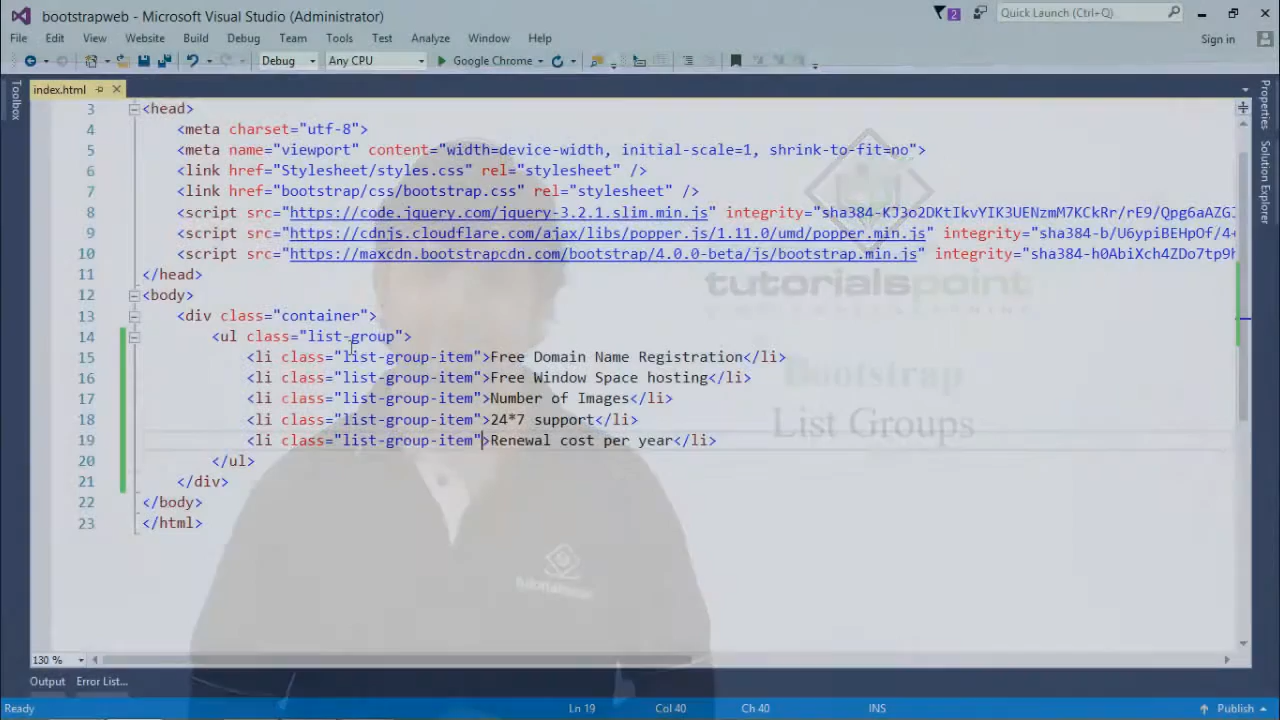 bootstrapweb - Microsoft Visual Studio (Administrator)
2
Quick Launch (Ctrl+Q)
File Edit View Website Build Debug Team Tools Test Analyze Window Help
Sign in
Debug Any CPU Google Chrome
Toolbox
index.html
Properties
Solution Explorer
3 <head>
4 <meta charset="utf-8">
5 <meta name="viewport" content="width=device-width, initial-scale=1, shrink-to-fit=no">
6 <link href="Stylesheet/styles.css" rel="stylesheet" />
7 <link href="bootstrap/css/bootstrap.css" rel="stylesheet" />
8 <script src="https://code.jquery.com/jquery-3.2.1.slim.min.js" integrity="sha384-KJ3o2DKtIkvYIK3UENzmM7KCkRr/rE9/Qpg6aAZGJ
9 <script src="https://cdnjs.cloudflare.com/ajax/libs/popper.js/1.11.0/umd/popper.min.js" integrity="sha384-b/U6ypiBEHpOf/4+
10 <script src="https://maxcdn.bootstrapcdn.com/bootstrap/4.0.0-beta/js/bootstrap.min.js" integrity="sha384-h0AbiXch4ZDo7tp9h
11 </head>
12 <body>
13 <div class="container">
14 <ul class="list-group">
15 <li class="list-group-item">Free Domain Name Registration</li>
16 <li class="list-group-item">Free Window Space hosting</li>
17 <li class="list-group-item">Number of Images</li>
18 <li class="list-group-item">24*7 support</li>
19 <li class="list-group-item">Renewal cost per year</li>
20 </ul>
21 </div>
22 </body>
23 </html>
tutorialspoint
Bootstrap
List Groups
130 %
Output Error List...
Ready Ln 19 Col 40 Ch 40 INS Publish